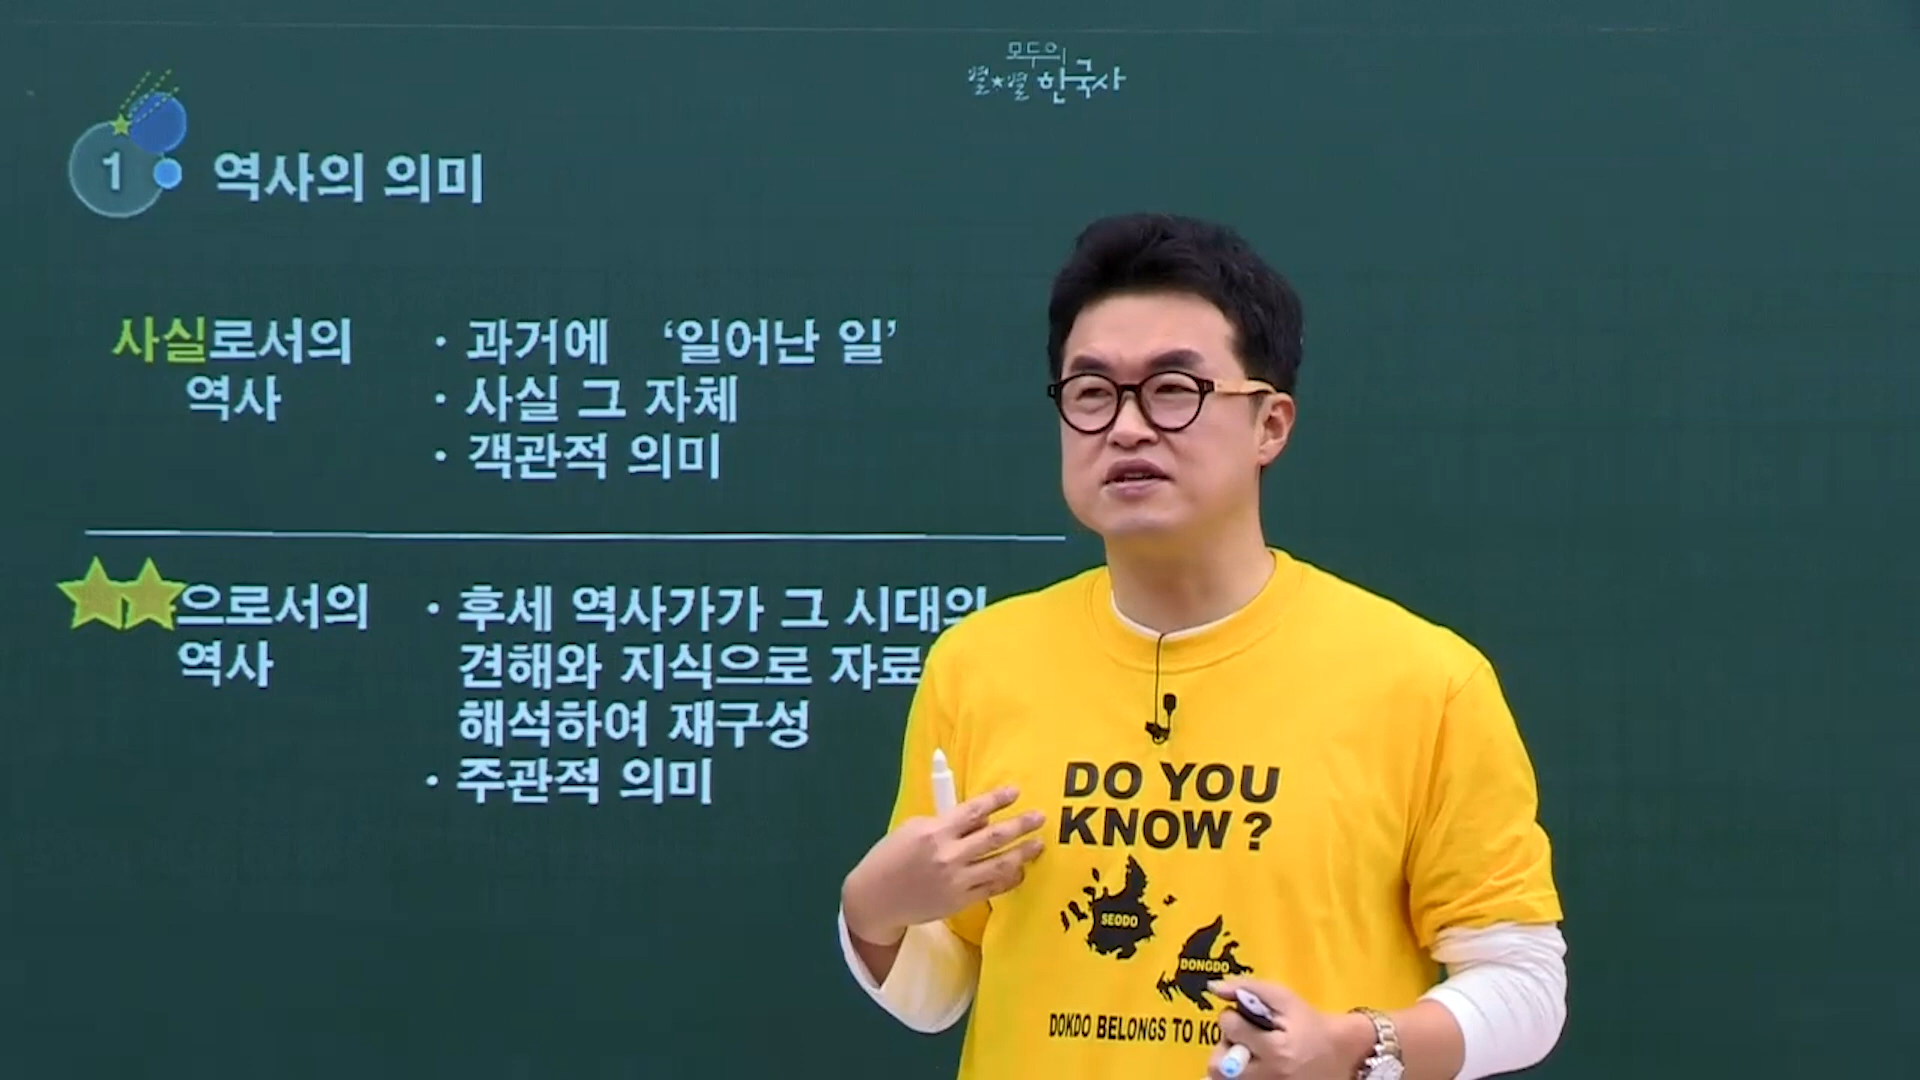 모두의
별★별 한국사
1 역사의 의미
사실로서의
역사
· 과거에 ‘일어난 일’
· 사실 그 자체
· 객관적 의미
★★으로서의
역사
· 후세 역사가가 그 시대의
견해와 지식으로 자료
해석하여 재구성
· 주관적 의미
DO YOU
KNOW?
SEODO
DONGDO
DOKDO BELONGS TO